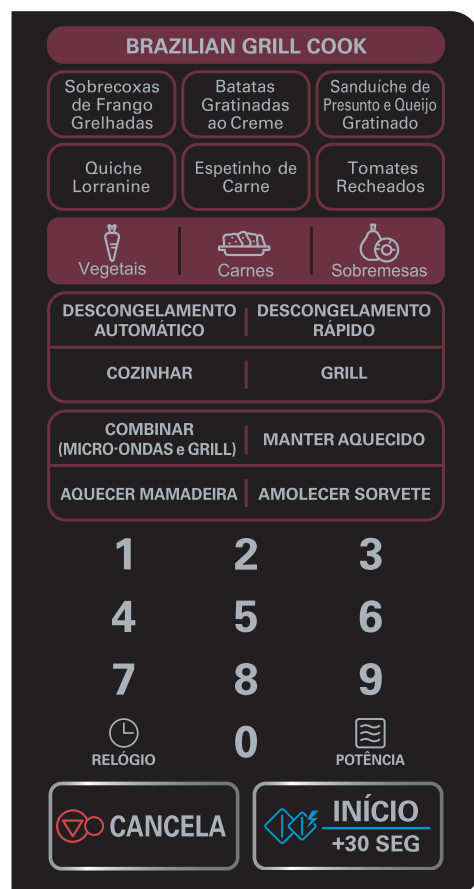 BRAZILIAN GRILL COOK
Sobrecoxas
de Frango
Grelhadas
Batatas
Gratinadas
ao Creme
Sanduíche de
Presunto e Queijo
Gratinado
Quiche
Lorranine
Espetinho de
Carne
Tomates
Recheados
Vegetais
Carnes
Sobremesas
DESCONGELAMENTO
AUTOMÁTICO
DESCONGELAMENTO
RÁPIDO
COZINHAR
GRILL
COMBINAR
(MICRO-ONDAS e GRILL)
MANTER AQUECIDO
AQUECER MAMADEIRA
AMOLECER SORVETE
1 2 3
4 5 6
7 8 9
RELÓGIO
0
POTÊNCIA
CANCELA
INÍCIO
+30 SEG